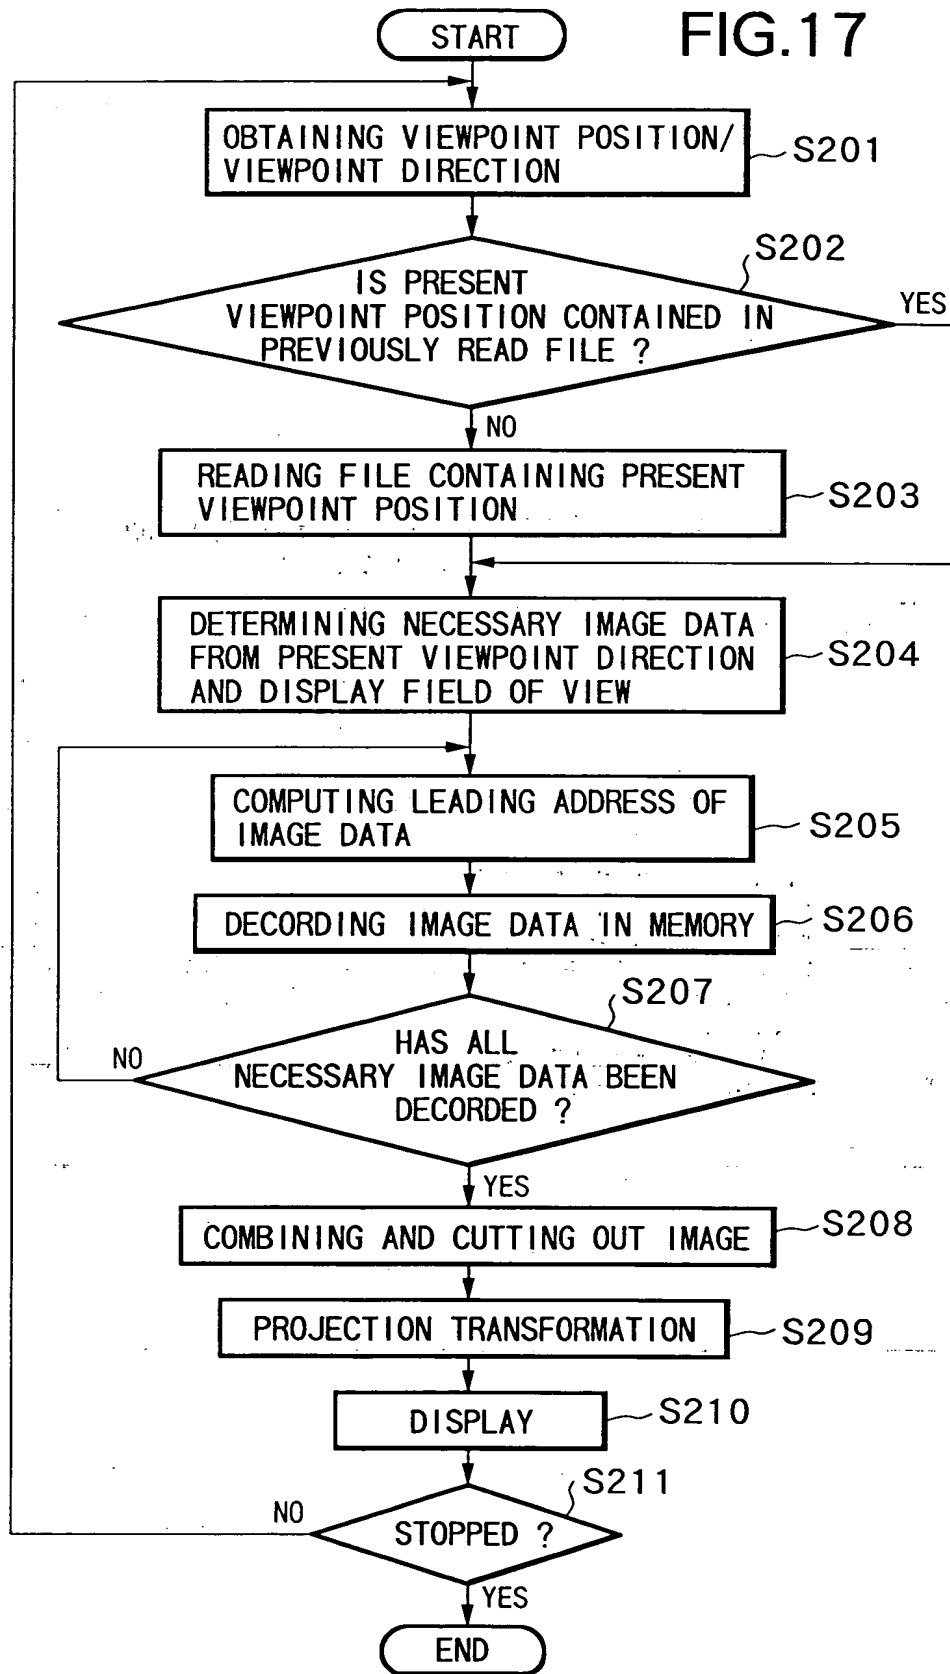 FIG.17
START
OBTAINING VIEWPOINT POSITION/
VIEWPOINT DIRECTION
S201
S202
IS PRESENT
VIEWPOINT POSITION CONTAINED IN
PREVIOUSLY READ FILE ?
YES
NO
READING FILE CONTAINING PRESENT
VIEWPOINT POSITION
S203
DETERMINING NECESSARY IMAGE DATA
FROM PRESENT VIEWPOINT DIRECTION
AND DISPLAY FIELD OF VIEW
S204
COMPUTING LEADING ADDRESS OF
IMAGE DATA
S205
DECORDING IMAGE DATA IN MEMORY
S206
S207
HAS ALL
NECESSARY IMAGE DATA BEEN
DECORDED ?
NO
YES
COMBINING AND CUTTING OUT IMAGE
S208
PROJECTION TRANSFORMATION
S209
DISPLAY
S210
S211
STOPPED ?
NO
YES
END